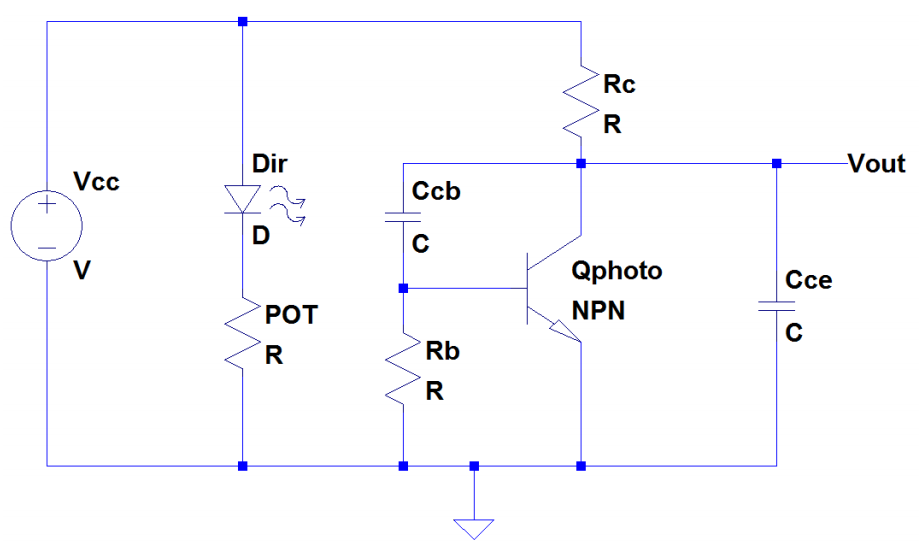 Vcc
V
Dir
D
POT
R
Ccb
C
Rb
R
Rc
R
Qphoto
NPN
Vout
Cce
C